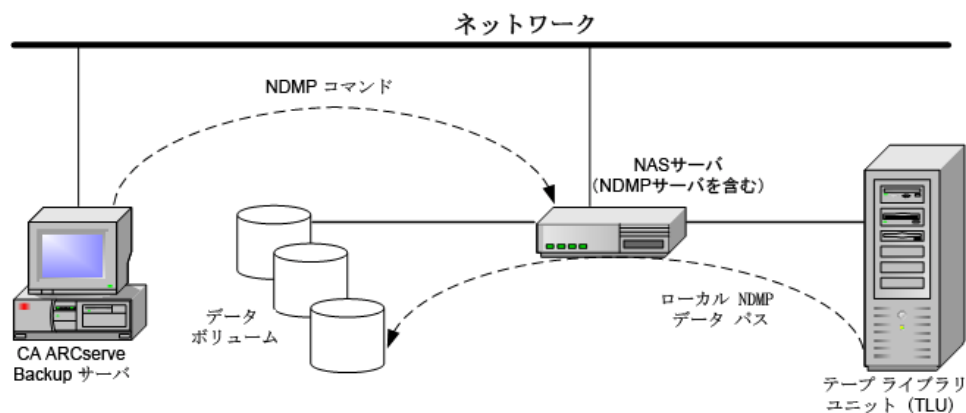 ネットワーク
NDMP コマンド
NASサーバ
（NDMPサーバを含む）
データ
ボリューム
ローカル NDMP
データ パス
CA ARCserve
Backup サーバ
テープ ライブラリ
ユニット（TLU）